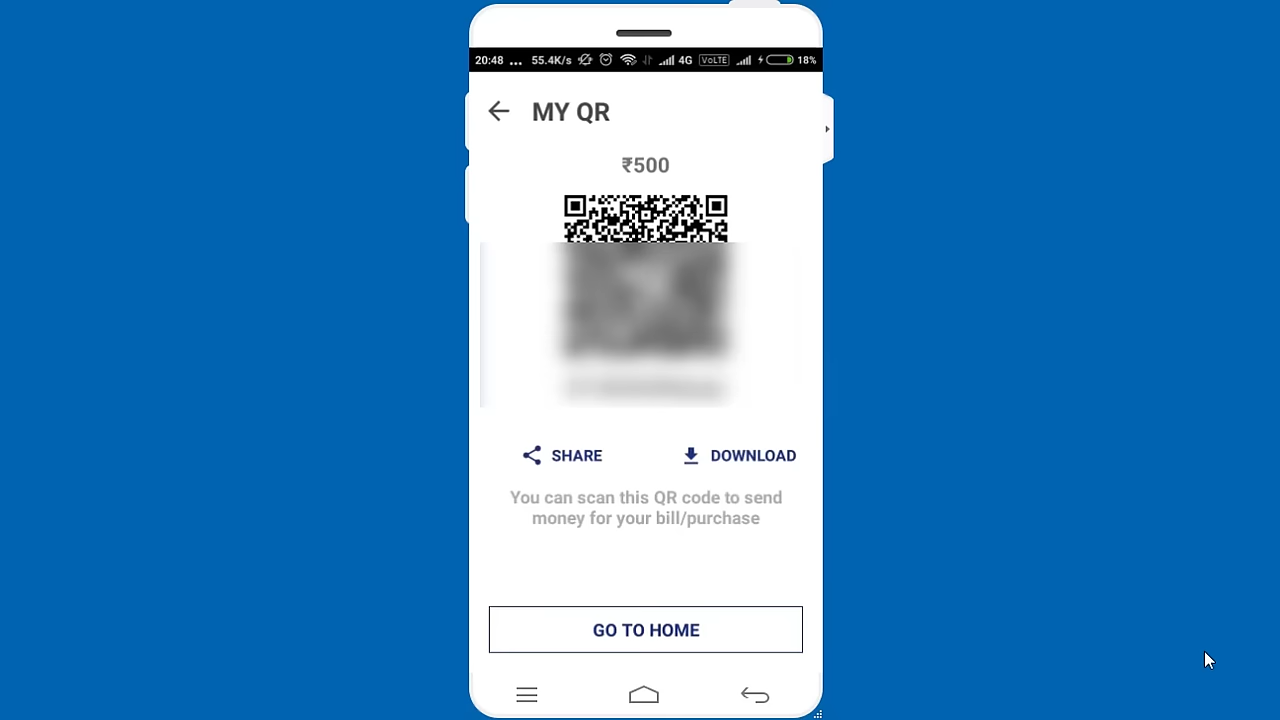 20:48 ... 55.4K/s 4G VoLTE 18%
MY QR
₹500
SHARE DOWNLOAD
You can scan this QR code to send
money for your bill/purchase
GO TO HOME